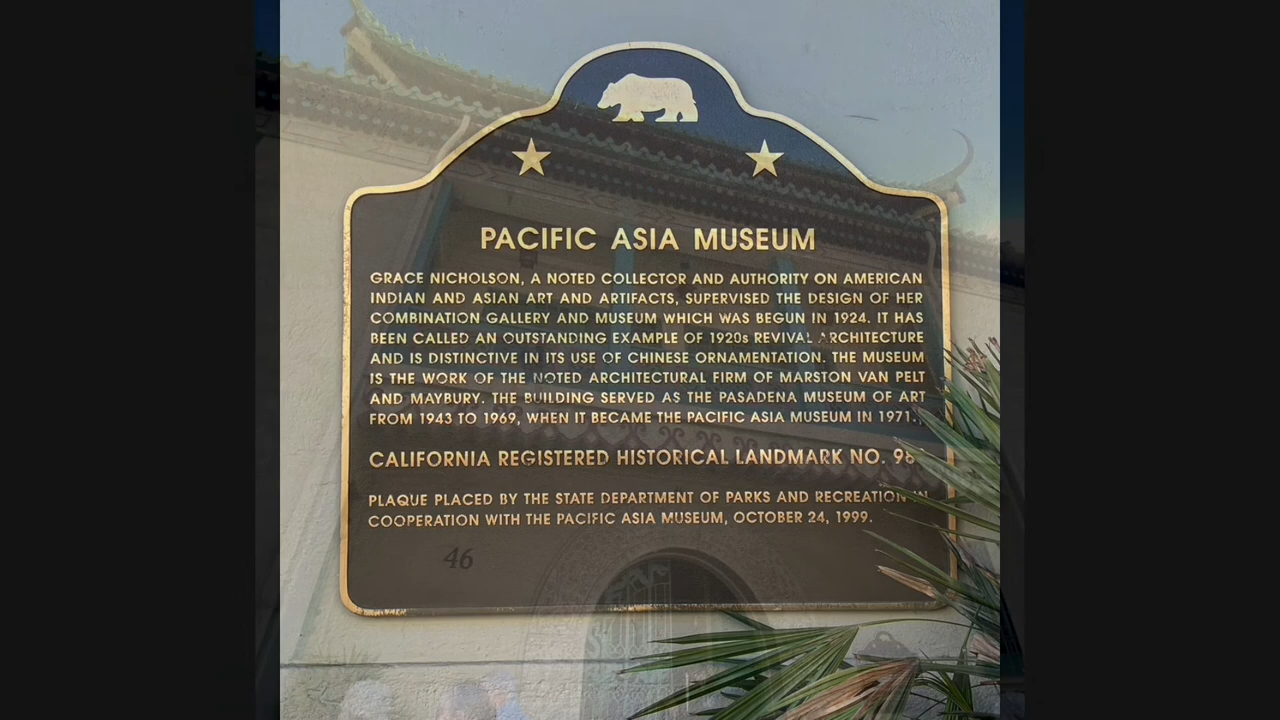 PACIFIC ASIA MUSEUM
GRACE NICHOLSON, A NOTED COLLECTOR AND AUTHORITY ON AMERICAN
INDIAN AND ASIAN ART AND ARTIFACTS, SUPERVISED THE DESIGN OF HER
COMBINATION GALLERY AND MUSEUM WHICH WAS BEGUN IN 1924. IT HAS
BEEN CALLED AN OUTSTANDING EXAMPLE OF 1920s REVIVAL ARCHITECTURE
AND IS DISTINCTIVE IN ITS USE OF CHINESE ORNAMENTATION. THE MUSEUM
IS THE WORK OF THE NOTED ARCHITECTURAL FIRM OF MARSTON VAN PELT
AND MAYBURY. THE BUILDING SERVED AS THE PASADENA MUSEUM OF ART
FROM 1943 TO 1969, WHEN IT BECAME THE PACIFIC ASIA MUSEUM IN 1971.
CALIFORNIA REGISTERED HISTORICAL LANDMARK NO.
PLAQUE PLACED BY THE STATE DEPARTMENT OF PARKS AND RECREATION IN
COOPERATION WITH THE PACIFIC ASIA MUSEUM, OCTOBER 24, 1999.
46